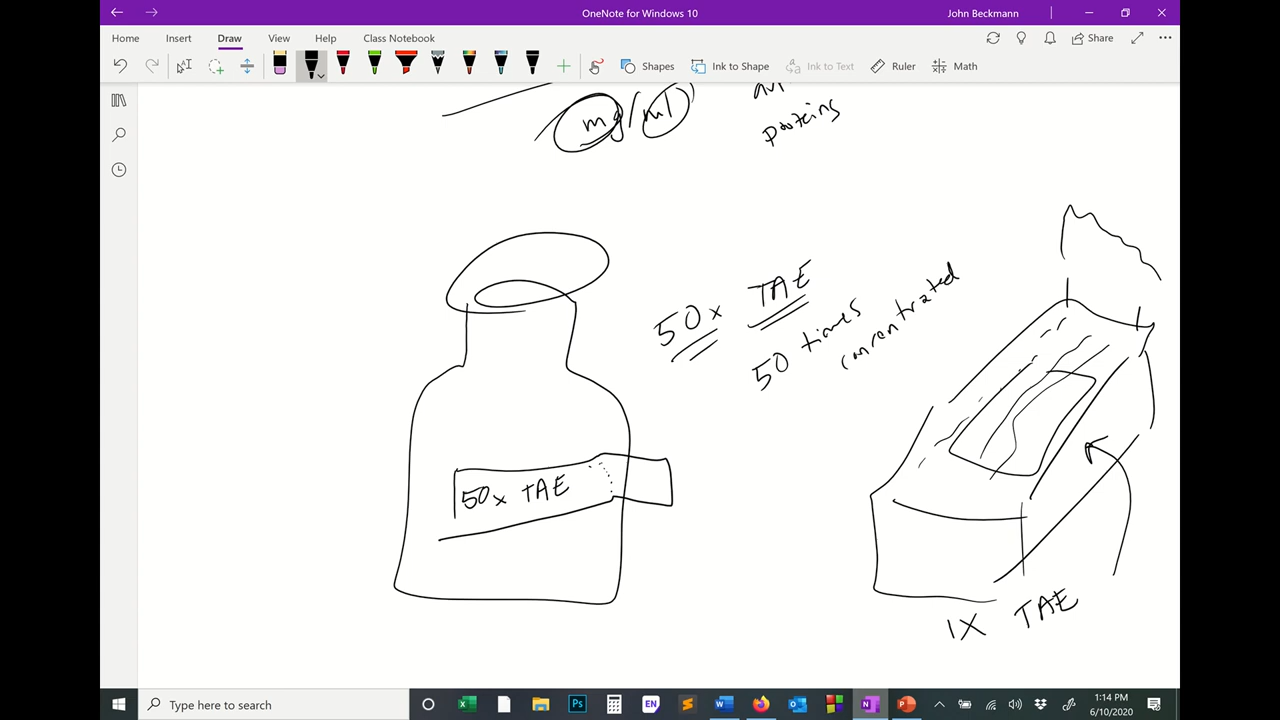 OneNote for Windows 10
John Beckmann
Home Insert Draw View Help Class Notebook
Share
Shapes
Ink to Shape
Ink to Text
Ruler
Math
mg/ml
proteins
50x TAE
50 times
concentrated
50x TAE
1X TAE
Type here to search
EN
1:14 PM
6/10/2020